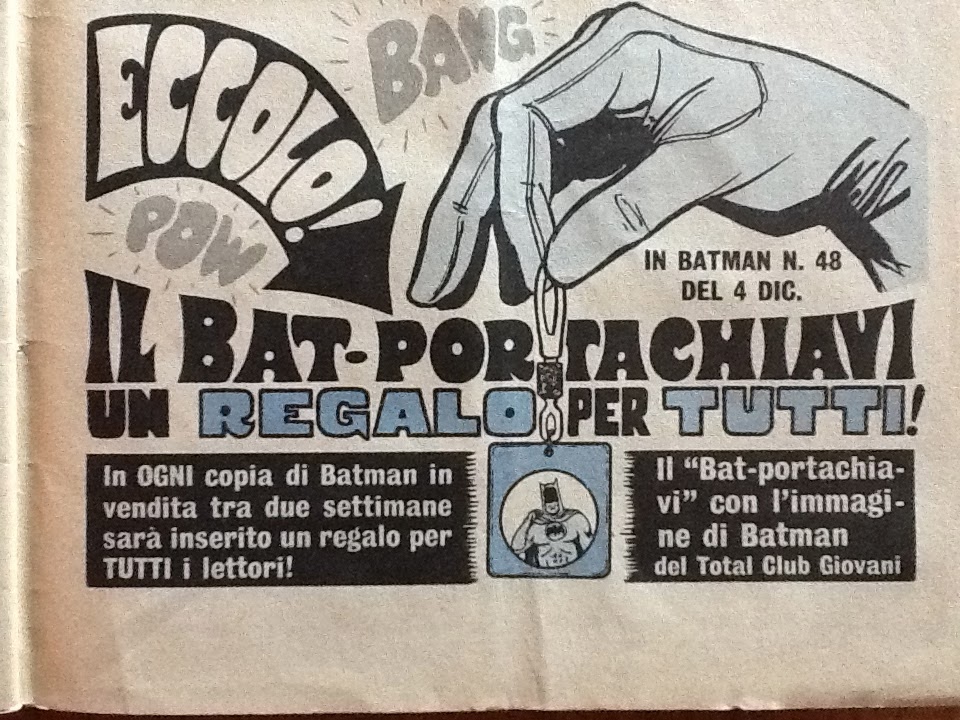 BANG
ECCOLO!
POW
IN BATMAN N. 48
DEL 4 DIC.
IL BAT-PORTACHIAVI
UN REGALO PER TUTTI!
In OGNI copia di Batman in
vendita tra due settimane
sarà inserito un regalo per
TUTTI i lettori!
Il “Bat-portachia-
vi” con l’immagi-
ne di Batman
del Total Club Giovani